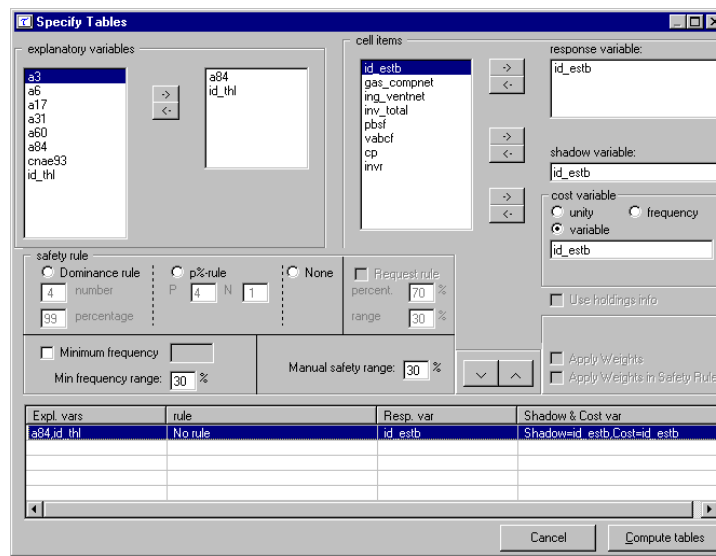 Specify Tables
explanatory variables
a3
a6
a17
a31
a60
a84
cnae93
id_thl
->
<-
a84
id_thl
cell items
id_estb
gas_compnet
ing_ventnet
inv_total
pbsf
vabcf
cp
invr
->
<-
->
<-
->
<-
response variable:
id_estb
shadow variable:
id_estb
cost variable
unity
frequency
variable
id_estb
safety rule
Dominance rule
4 number
99 percentage
p%-rule
P 4 N 1
None
Request rule
percent. 70 %
range 30 %
Use holdings info
Minimum frequency
Min frequency range: 30 %
Manual safety range: 30 %
Apply Weights
Apply Weights in Safety Rule
Expl. vars rule Resp. var Shadow & Cost var
a84,id_thl No rule id_estb Shadow=id_estb,Cost=id_estb
Cancel Compute tables